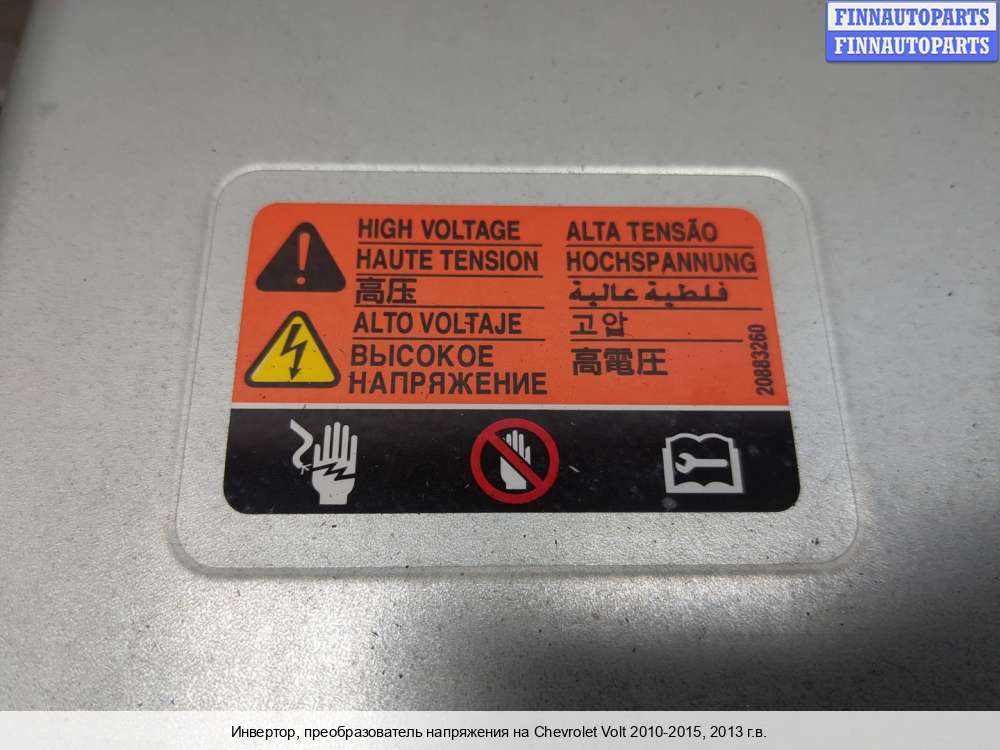 FINNAUTOPARTS
FINNAUTOPARTS
HIGH VOLTAGE
HAUTE TENSION
高压
ALTO VOLTAJE
ВЫСОКОЕ
НАПРЯЖЕНИЕ
ALTA TENSÃO
HOCHSPANNUNG
فلطية عالية
고압
高電圧
20883260
Инвертор, преобразователь напряжения на Chevrolet Volt 2010-2015, 2013 г.в.